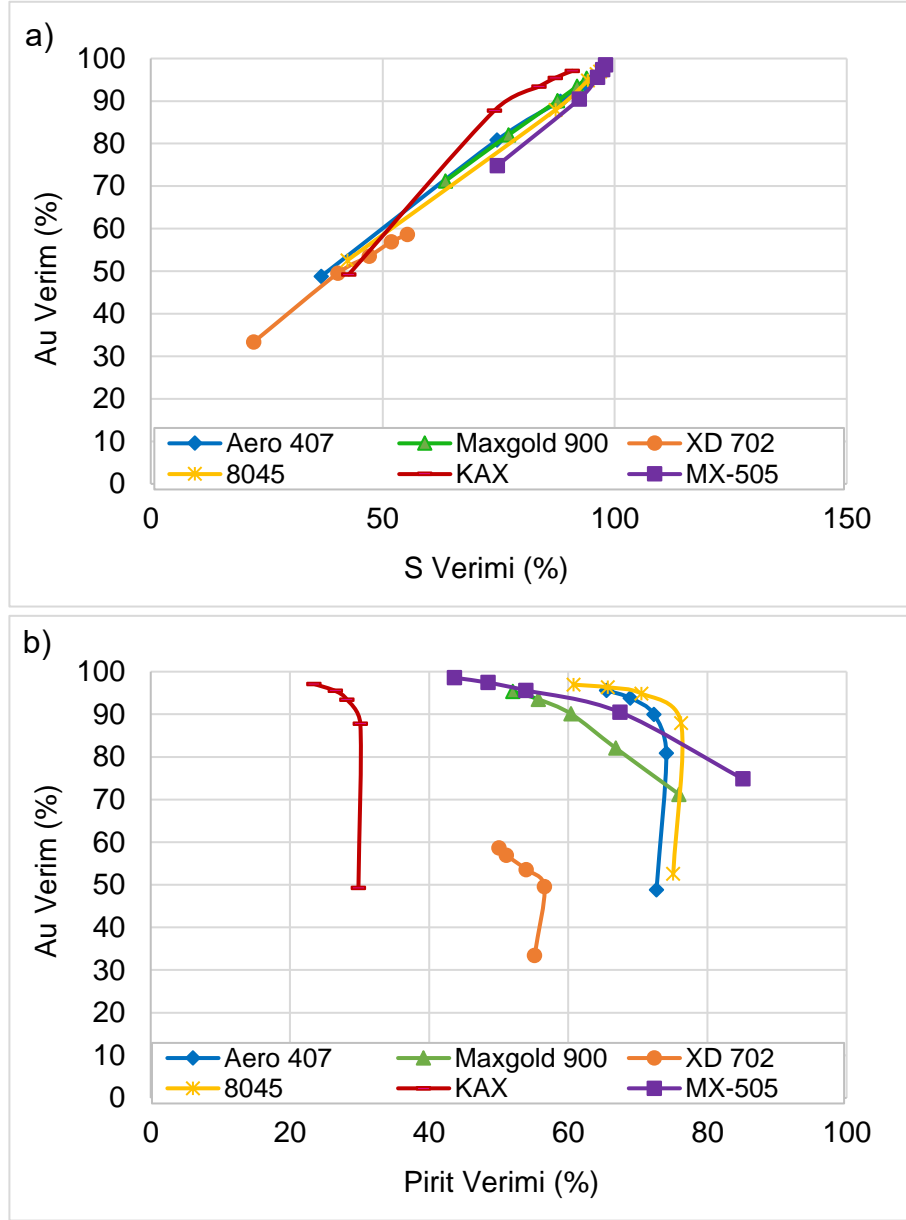 a)
100
90
80
70
60
50
40
30
20
10
0
Au Verim (%)
Aero 407 Maxgold 900 XD 702
8045 KAX MX-505
0 50 100 150
S Verimi (%)
b)
100
90
80
70
60
50
40
30
20
10
0
Au Verim (%)
Aero 407 Maxgold 900 XD 702
8045 KAX MX-505
0 20 40 60 80 100
Pirit Verimi (%)